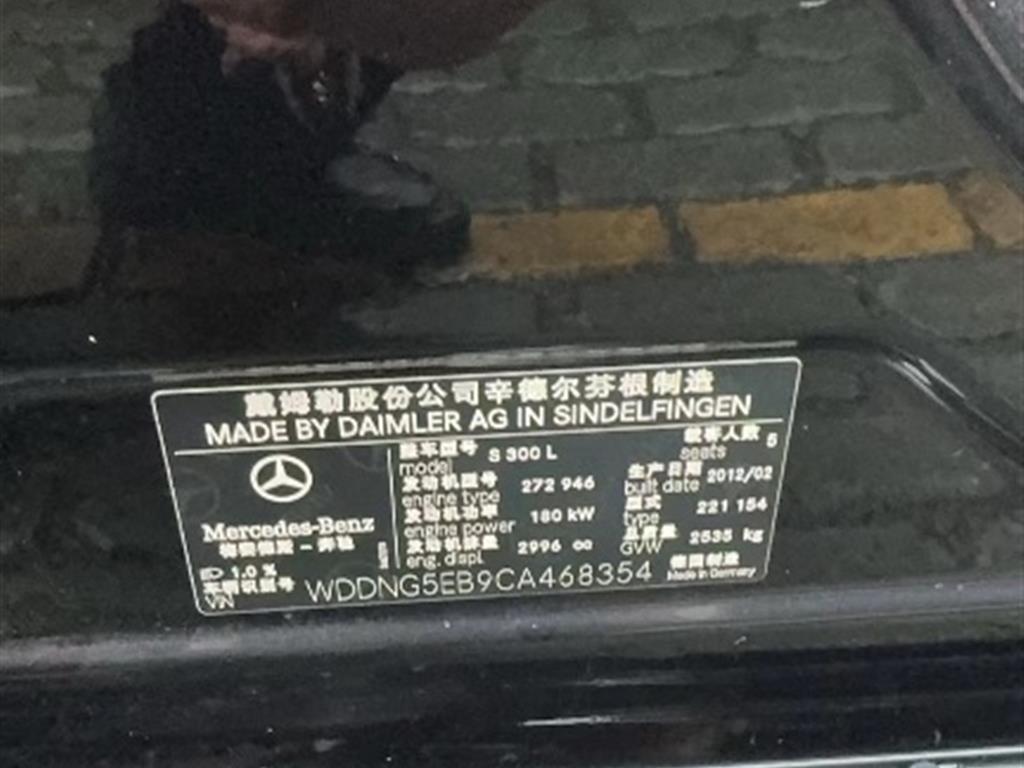 戴姆勒股份公司辛德尔芬根制造
MADE BY DAIMLER AG IN SINDELFINGEN
整车型号 S 300 L 载客人数 5
model seats
发动机型号 272 946 生产日期 2012/02
engine type built date
发动机功率 180 kW 型式 221 154
engine power type
发动机排量 2996 cc 总质量 2535 kg
eng. displ. GVW
Mercedes-Benz
梅赛德斯－奔驰
1.0 %
车辆识别型号 WDDNG5EB9CA468354 德国制造
VIN Made in Germany